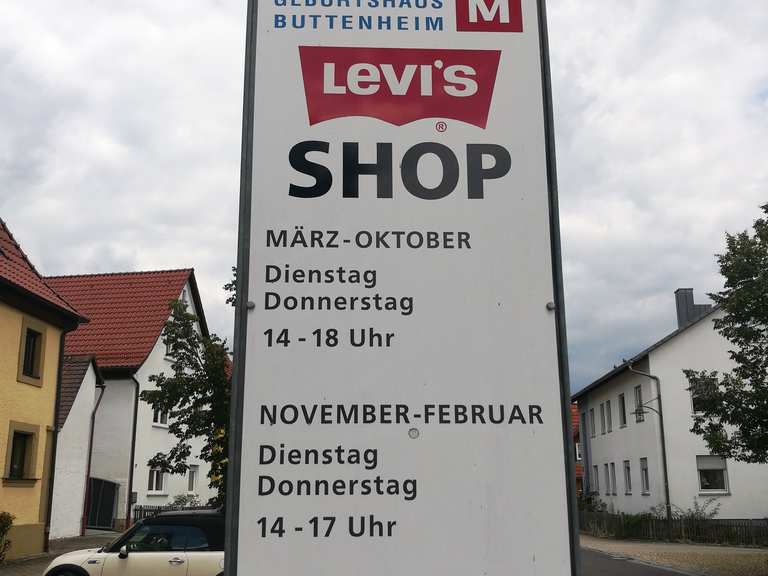 GEBURTSHAUS
BUTTENHEIM
M
Levi's
®
SHOP
MÄRZ-OKTOBER
Dienstag
Donnerstag
14-18 Uhr
NOVEMBER-FEBRUAR
Dienstag
Donnerstag
14-17 Uhr